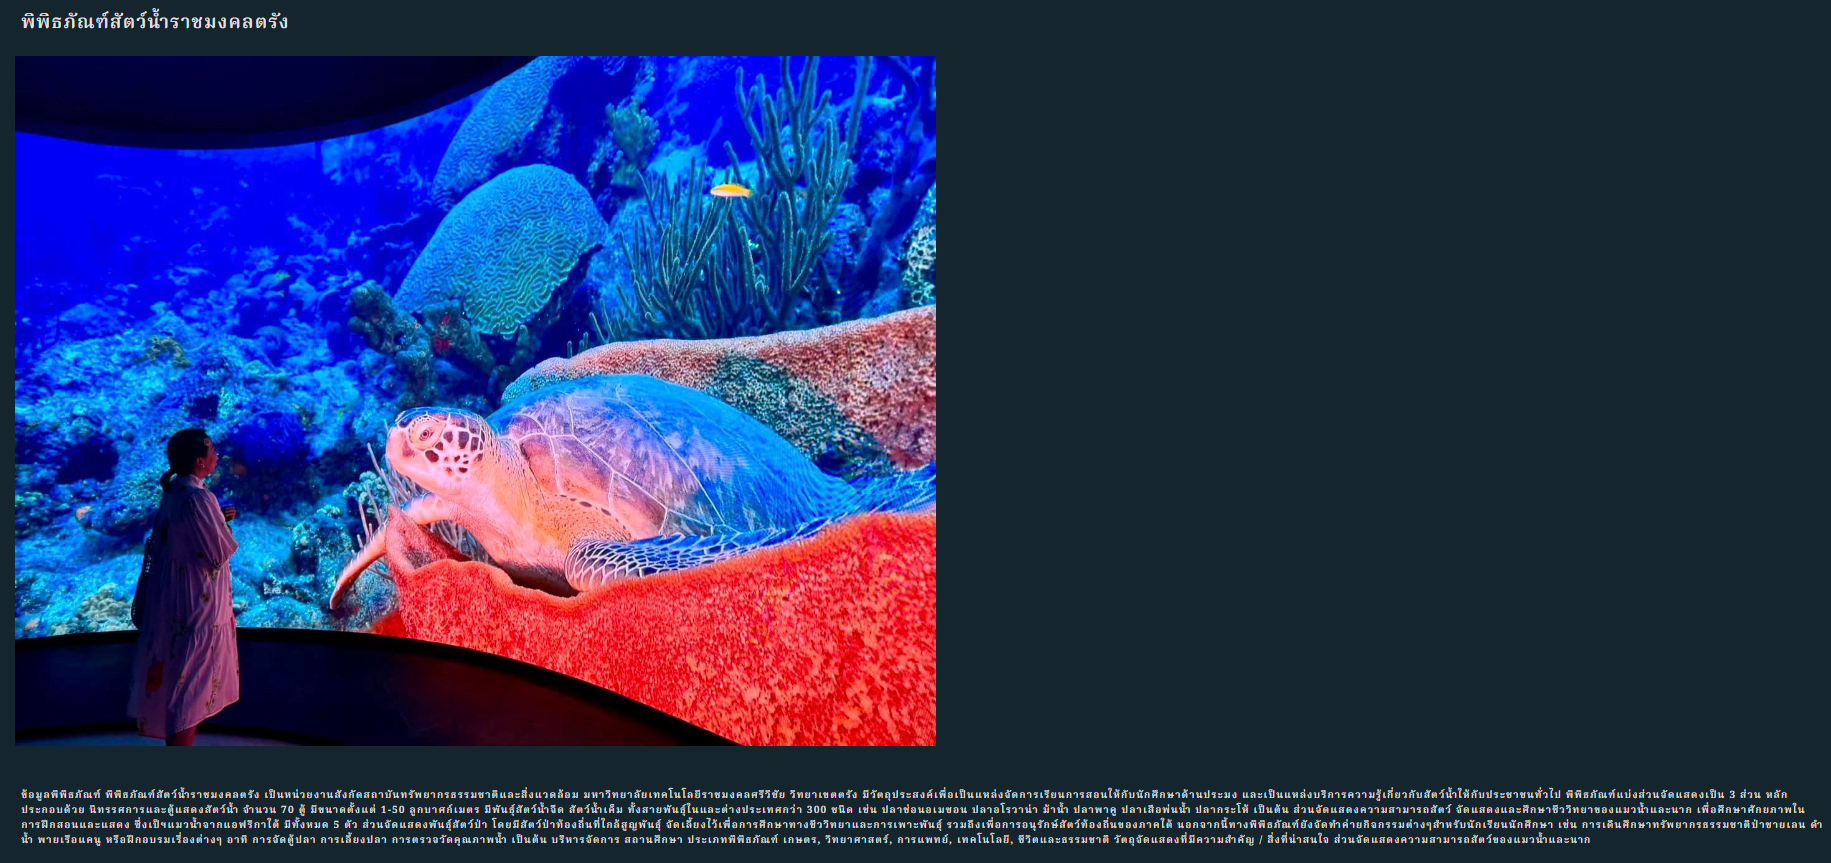 พิพิธภัณฑ์สัตว์น้ำราชมงคลตรัง
ข้อมูลพิพิธภัณฑ์ พิพิธภัณฑ์สัตว์น้ำราชมงคลตรัง เป็นหน่วยงานสังกัดสถาบันทรัพยากรธรรมชาติและสิ่งแวดล้อม มหาวิทยาลัยเทคโนโลยีราชมงคลศรีวิชัย วิทยาเขตตรัง มีวัตถุประสงค์เพื่อเป็นแหล่งจัดการเรียนการสอนให้กับนักศึกษาด้านประมง และเป็นแหล่งบริการความรู้เกี่ยวกับสัตว์น้ำให้กับประชาชนทั่วไป พิพิธภัณฑ์แบ่งส่วนจัดแสดงเป็น 3 ส่วน หลัก
ประกอบด้วย นิทรรศการและตู้แสดงสัตว์น้ำ จำนวน 70 ตู้ มีขนาดตั้งแต่ 1-50 ลูกบาศก์เมตร มีพันธุ์สัตว์น้ำจืด สัตว์น้ำเค็ม ทั้งสายพันธุ์ในและต่างประเทศกว่า 300 ชนิด เช่น ปลาช่อนอเมซอน ปลาอโรวาน่า ม้าน้ำ ปลาพาคู ปลาเสือพ่นน้ำ ปลากระโห้ เป็นต้น ส่วนจัดแสดงความสามารถสัตว์ จัดแสดงและศึกษาชีววิทยาของแมวน้ำและนาก เพื่อศึกษาศักยภาพใน
การฝึกสอนและแสดง ซึ่งเป็นแมวน้ำจากแอฟริกาใต้ มีทั้งหมด 5 ตัว ส่วนจัดแสดงพันธุ์สัตว์ป่า โดยมีสัตว์ป่าท้องถิ่นที่ใกล้สูญพันธุ์ จัดเลี้ยงไว้เพื่อการศึกษาทางชีววิทยาและการเพาะพันธุ์ รวมถึงเพื่อการอนุรักษ์สัตว์ท้องถิ่นของภาคใต้ นอกจากนี้ทางพิพิธภัณฑ์ยังจัดทำค่ายกิจกรรมต่างๆสำหรับนักเรียนนักศึกษา เช่น การเดินศึกษาทรัพยากรธรรมชาติป่าชายเลน ดำ
น้ำ พายเรือแคนู หรือฝึกอบรมเรื่องต่างๆ อาทิ การจัดตู้ปลา การเลี้ยงปลา การตรวจวัดคุณภาพน้ำ เป็นต้น บริหารจัดการ สถานศึกษา ประเภทพิพิธภัณฑ์ เกษตร, วิทยาศาสตร์, การแพทย์, เทคโนโลยี, ชีวิตและธรรมชาติ วัตถุจัดแสดงที่มีความสำคัญ / สิ่งที่น่าสนใจ ส่วนจัดแสดงความสามารถสัตว์ของแมวน้ำและนาก